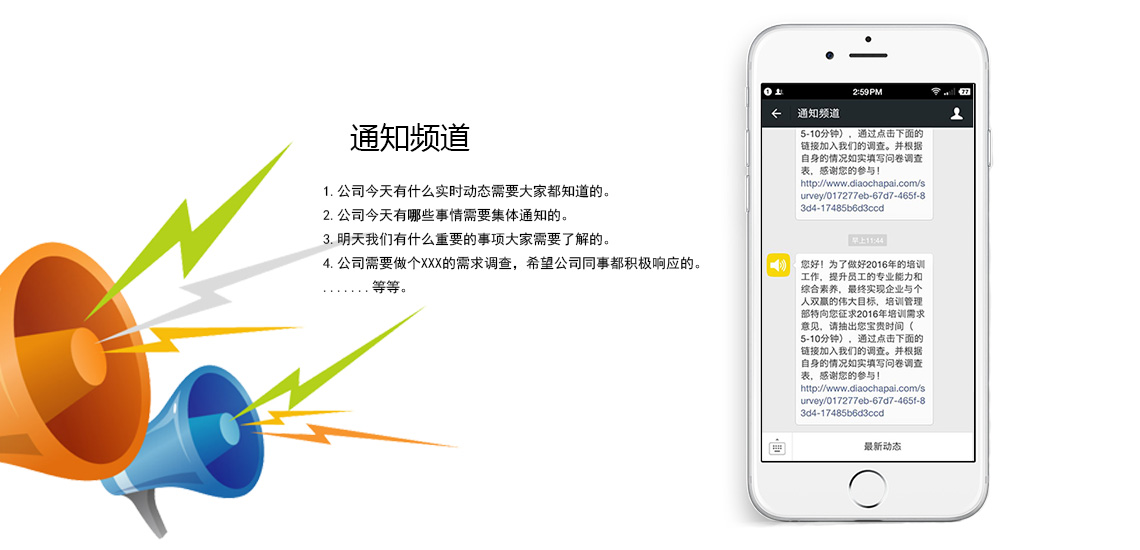 通知频道
1.公司今天有什么实时动态需要大家都知道的。
2.公司今天有哪些事情需要集体通知的。
3.明天我们有什么重要的事项大家需要了解的。
4.公司需要做个XXX的需求调查，希望公司同事都积极响应的。
.......等等。
2:59PM
77
通知频道
5-10分钟），通过点击下面的
链接加入我们的调查。并根据
自身的情况如实填写问卷调查
表，感谢您的参与！
http://www.diaochapai.com/s
urvey/017277eb-67d7-465f-8
3d4-17485b6d3ccd
早上11:44
您好！为了做好2016年的培训
工作，提升员工的专业能力和
综合素养，最终实现企业与个
人双赢的伟大目标，培训管理
部特向您征求2016年培训需求
意见，请抽出您宝贵时间（
5-10分钟），通过点击下面的
链接加入我们的调查。并根据
自身的情况如实填写问卷调查
表，感谢您的参与！
http://www.diaochapai.com/s
urvey/017277eb-67d7-465f-8
3d4-17485b6d3ccd
最新动态